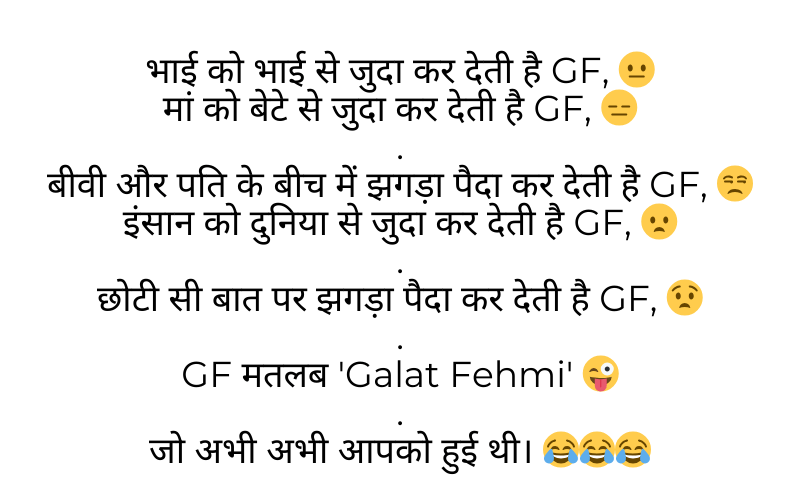 भाई को भाई से जुदा कर देती है GF, 😐
मां को बेटे से जुदा कर देती है GF, 😑
.
बीवी और पति के बीच में झगड़ा पैदा कर देती है GF, 😒
इंसान को दुनिया से जुदा कर देती है GF, 🙁
.
छोटी सी बात पर झगड़ा पैदा कर देती है GF, 😟
.
GF मतलब 'Galat Fehmi' 😜
.
जो अभी अभी आपको हुई थी। 😂😂😂